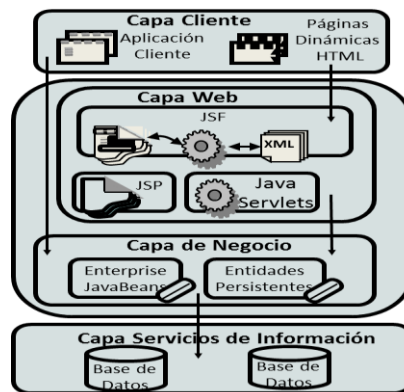 Capa Cliente
Aplicación
Cliente
Páginas
Dinámicas
HTML
Capa Web
JSF
XML
JSP
Java
Servlets
Capa de Negocio
Enterprise
JavaBeans
Entidades
Persistentes
Capa Servicios de Información
Base de
Datos
Base de
Datos